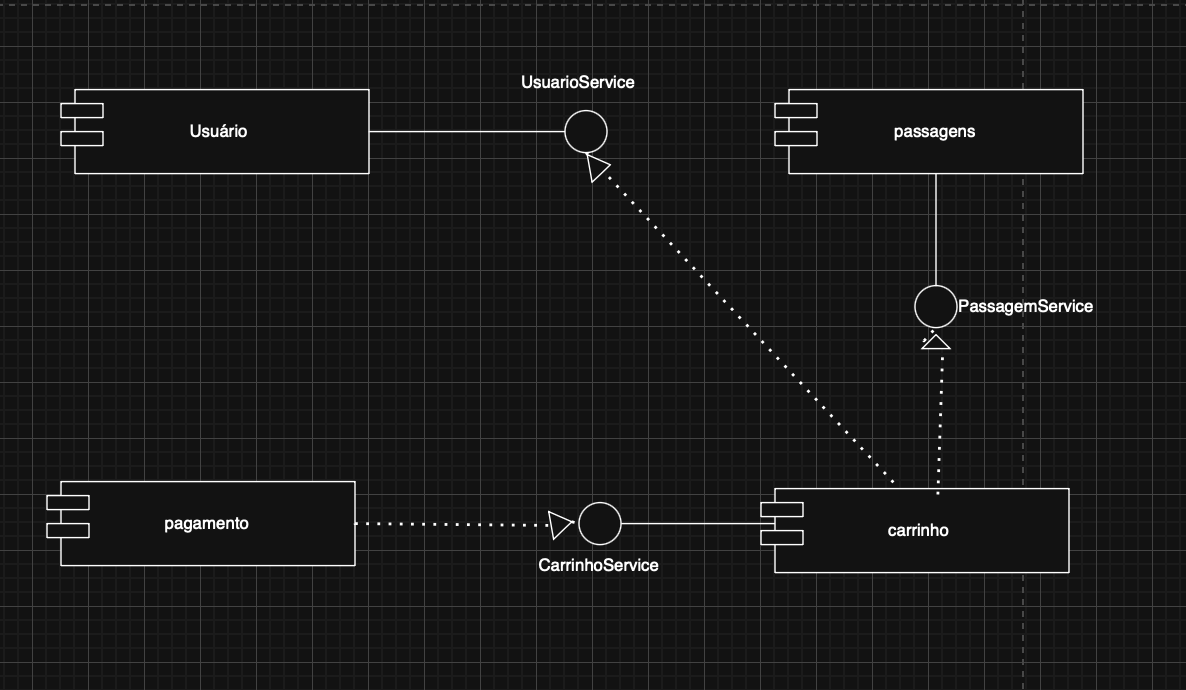 UsuarioService
Usuário
passagens
PassagemService
pagamento
carrinho
CarrinhoService